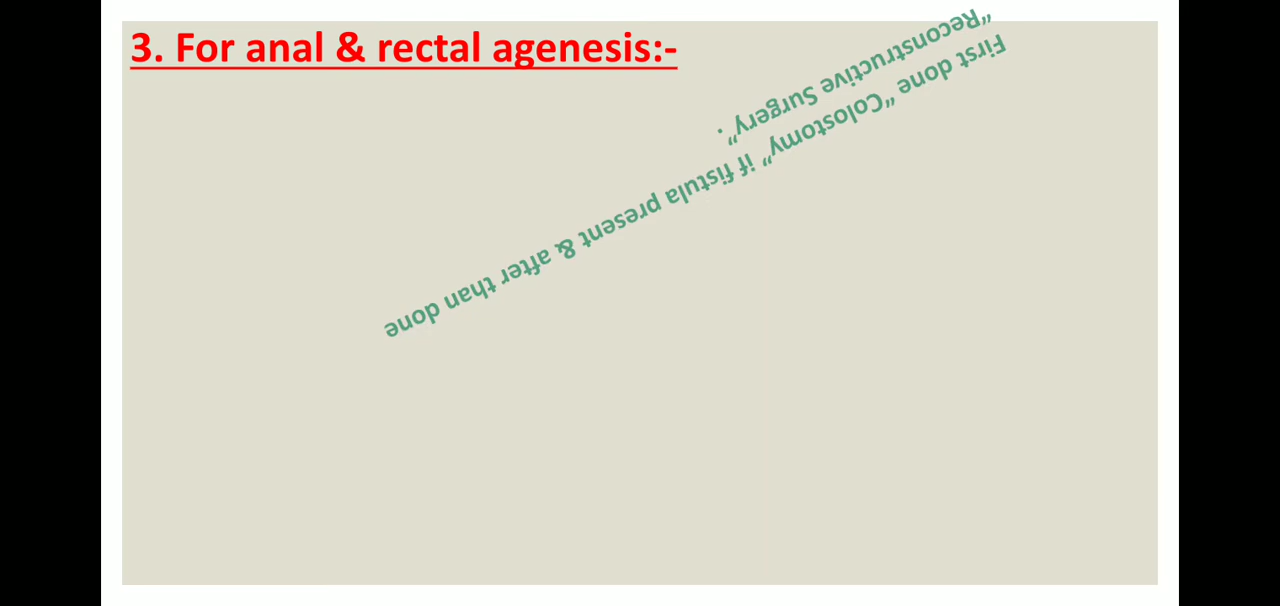 3. For anal & rectal agenesis:-
First done “Colostomy” if fistula present & after than done
“Reconstructive Surgery”.